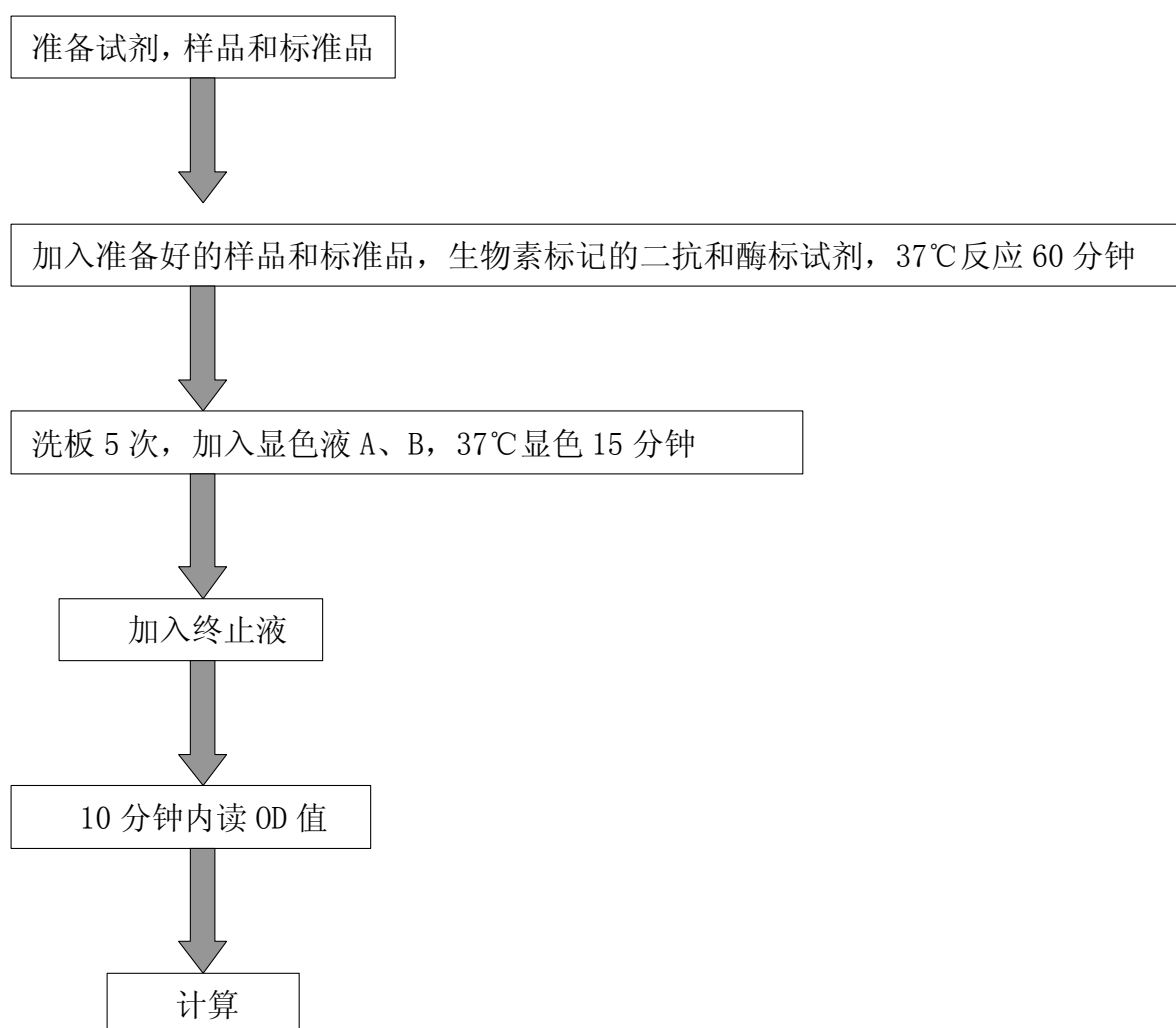 准备试剂，样品和标准品
加入准备好的样品和标准品，生物素标记的二抗和酶标试剂，37℃反应 60 分钟
洗板 5 次，加入显色液 A、B，37℃显色 15 分钟
加入终止液
10 分钟内读 OD 值
计算